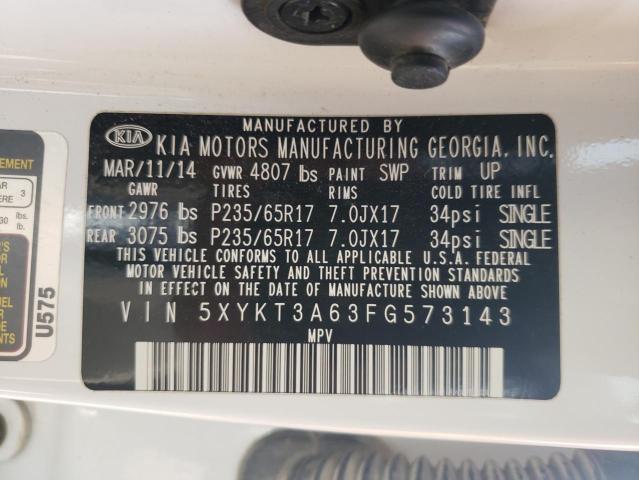 MANUFACTURED BY
KIA KIA MOTORS MANUFACTURING GEORGIA, INC.
MAR/11/14 GVWR 4807 lbs PAINT SWP TRIM UP
GAWR TIRES RIMS COLD TIRE INFL
FRONT 2976 lbs P235/65R17 7.0JX17 34psi SINGLE
REAR 3075 lbs P235/65R17 7.0JX17 34psi SINGLE
THIS VEHICLE CONFORMS TO ALL APPLICABLE U.S.A. FEDERAL
MOTOR VEHICLE SAFETY AND THEFT PREVENTION STANDARDS
IN EFFECT ON THE DATE OF MANUFACTURE SHOWN ABOVE.
VIN 5XYKT3A63FG573143
MPV
3
lbs.
U575